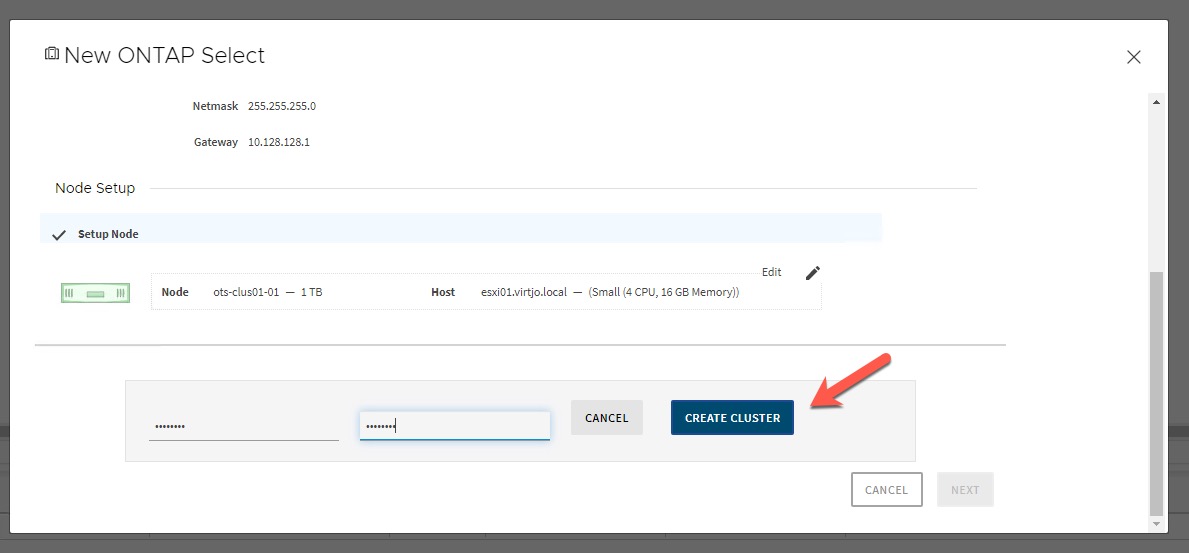 New ONTAP Select
Netmask 255.255.255.0
Gateway 10.128.128.1
Node Setup
Setup Node
Edit
Node ots-clus01-01 — 1 TB Host esxi01.virtjo.local — (Small (4 CPU, 16 GB Memory))
•••••••• •••••••• CANCEL CREATE CLUSTER
CANCEL NEXT